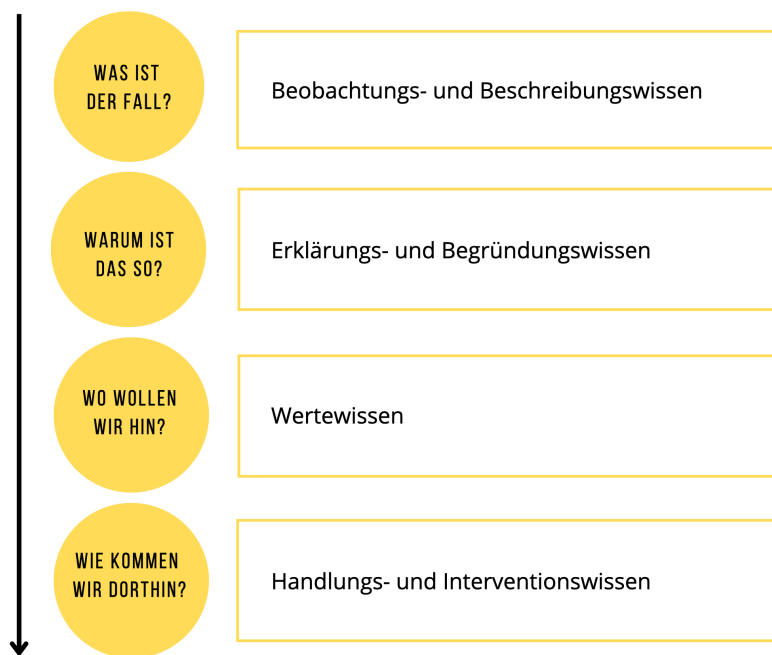 WAS IST
DER FALL?
Beobachtungs- und Beschreibungswissen
WARUM IST
DAS SO?
Erklärungs- und Begründungswissen
WO WOLLEN
WIR HIN?
Wertewissen
WIE KOMMEN
WIR DORTHIN?
Handlungs- und Interventionswissen